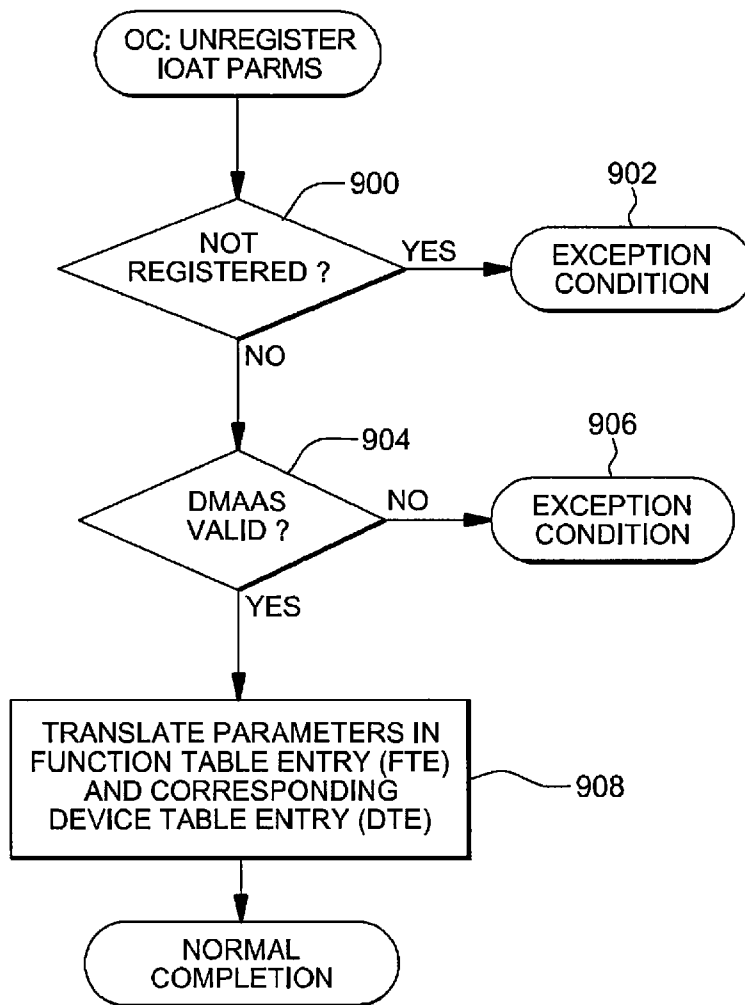 OC: UNREGISTER
IOAT PARMS
900
NOT
REGISTERED ?
YES
902
EXCEPTION
CONDITION
NO
904
DMAAS
VALID ?
NO
906
EXCEPTION
CONDITION
YES
TRANSLATE PARAMETERS IN
FUNCTION TABLE ENTRY (FTE)
AND CORRESPONDING
DEVICE TABLE ENTRY (DTE)
908
NORMAL
COMPLETION